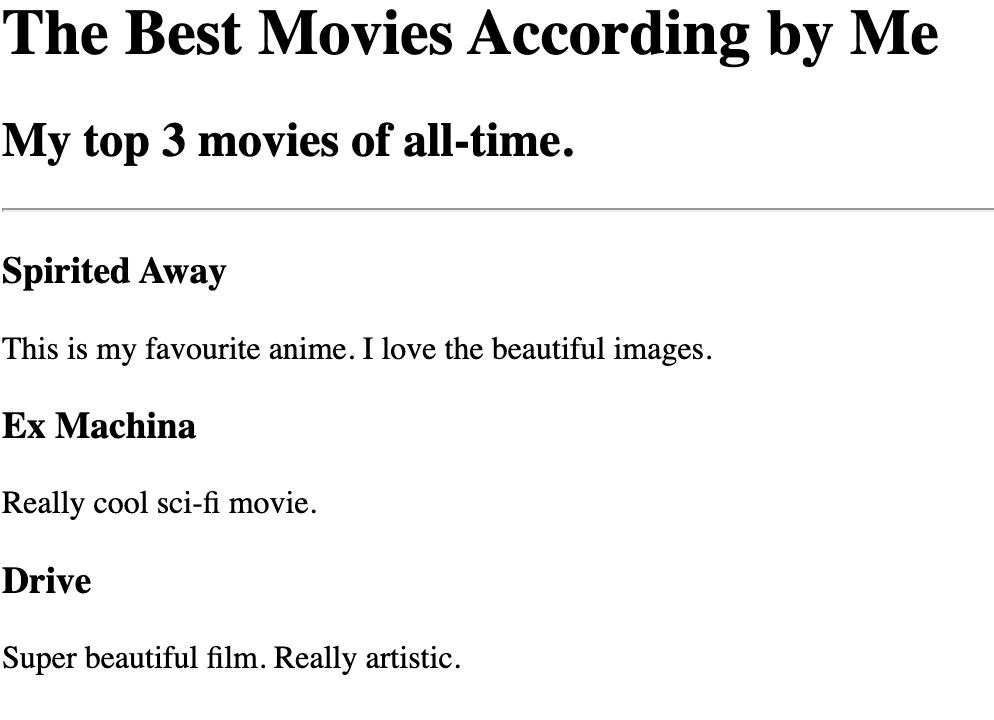 The Best Movies According by Me
My top 3 movies of all-time.
Spirited Away
This is my favourite anime. I love the beautiful images.
Ex Machina
Really cool sci-fi movie.
Drive
Super beautiful film. Really artistic.